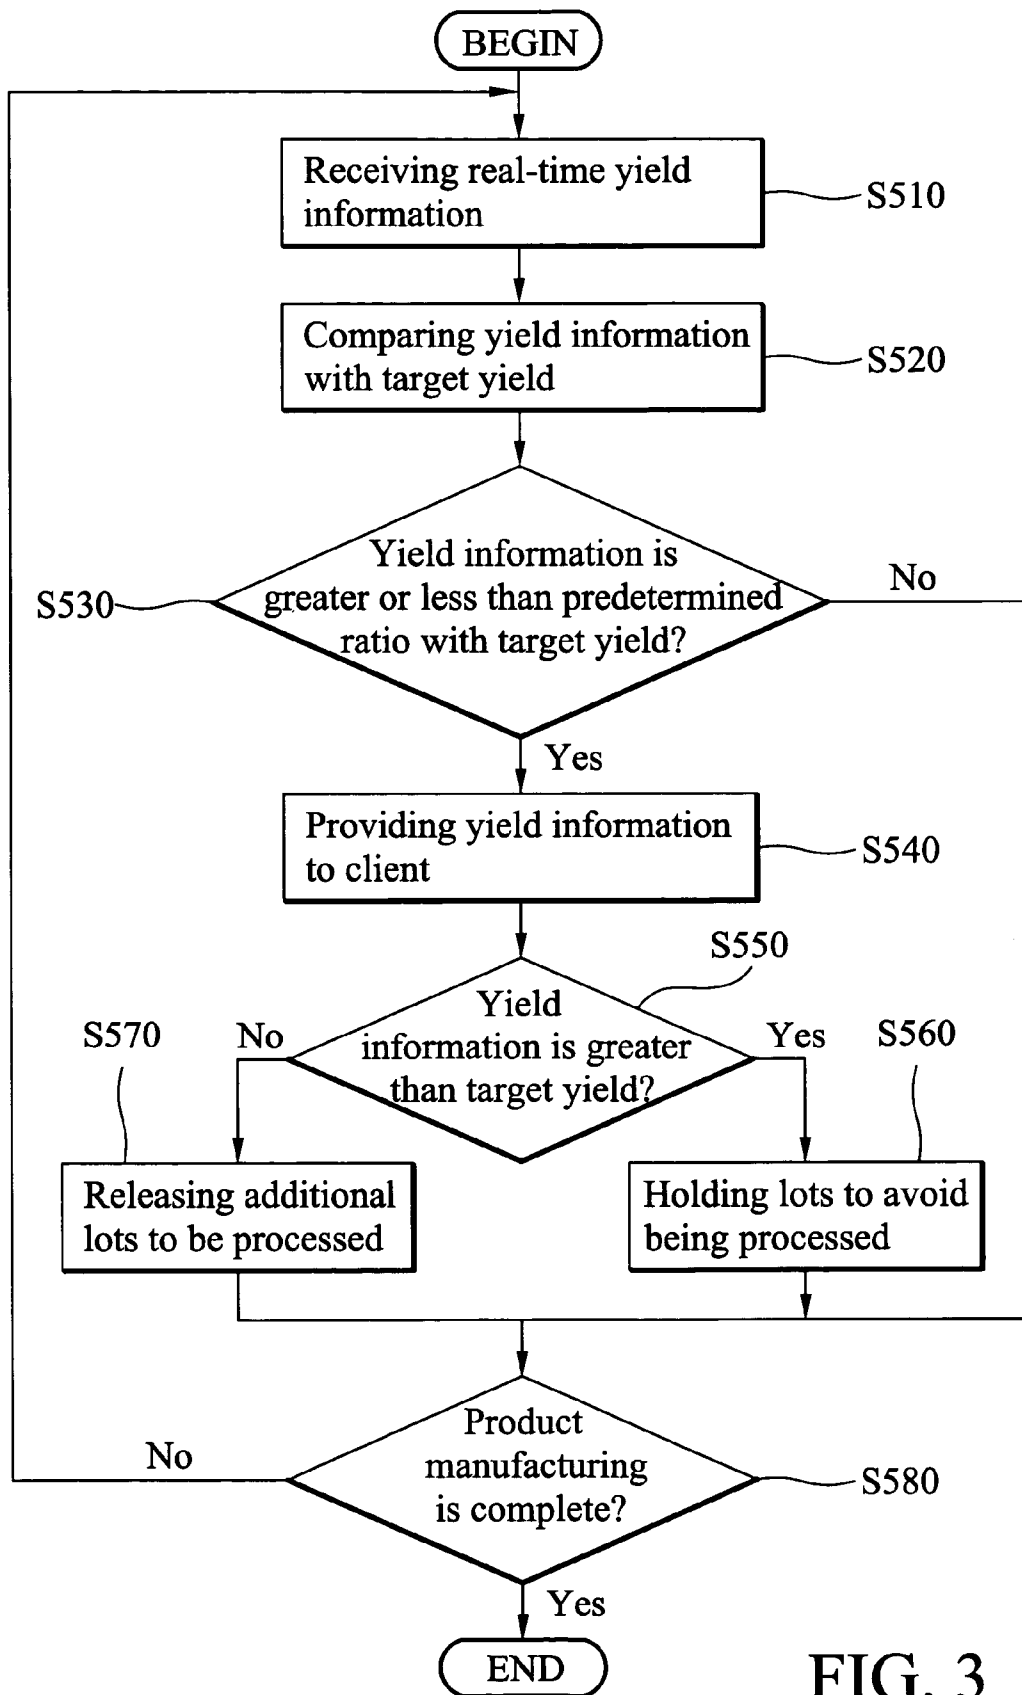 BEGIN
Receiving real-time yield
information
S510
Comparing yield information
with target yield
S520
Yield information is
greater or less than predetermined
ratio with target yield?
S530
No
Yes
Providing yield information
to client
S540
S550
Yield
information is greater
than target yield?
No
Yes
S570
S560
Releasing additional
lots to be processed
Holding lots to avoid
being processed
Product
manufacturing
is complete?
No
S580
Yes
END
FIG. 3